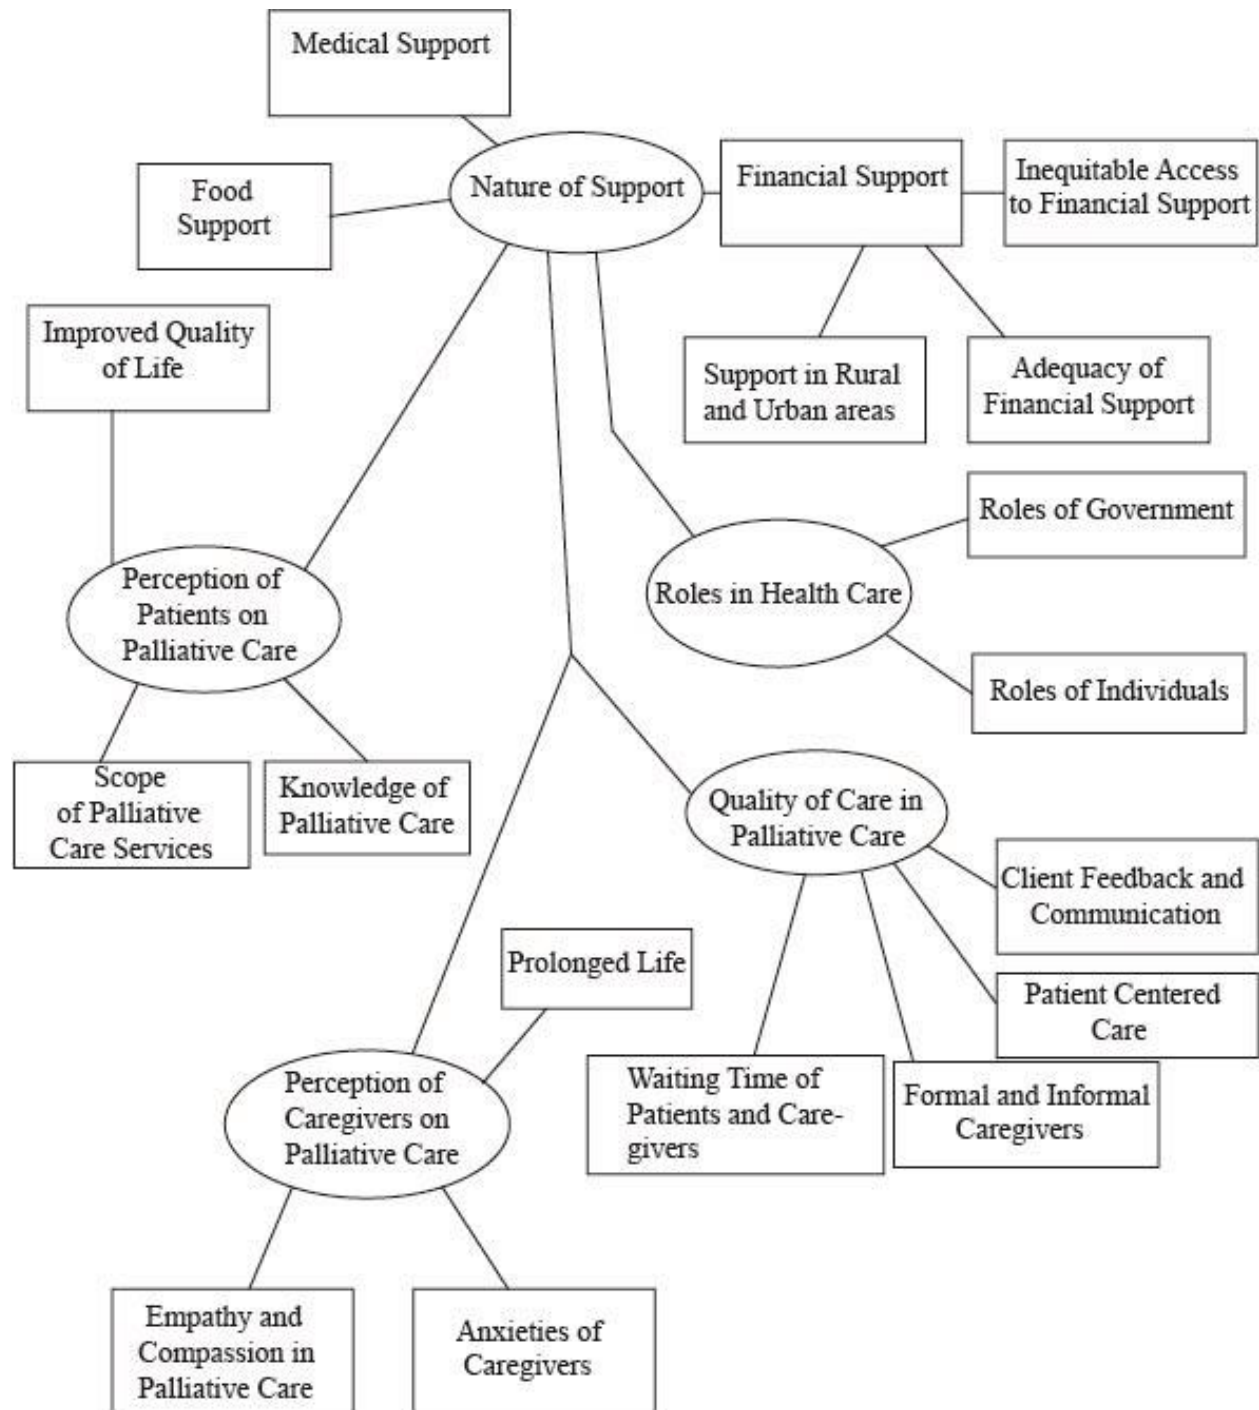 Medical Support
Nature of Support
Food
Support
Financial Support
Inequitable Access
to Financial Support
Support in Rural
and Urban areas
Adequacy of
Financial Support
Improved Quality
of Life
Perception of
Patients on
Palliative Care
Scope
of Palliative
Care Services
Knowledge of
Palliative Care
Roles in Health Care
Roles of Government
Roles of Individuals
Quality of Care in
Palliative Care
Client Feedback and
Communication
Patient Centered
Care
Formal and Informal
Caregivers
Waiting Time of
Patients and Care-
givers
Prolonged Life
Perception of
Caregivers on
Palliative Care
Empathy and
Compassion in
Palliative Care
Anxieties of
Caregivers